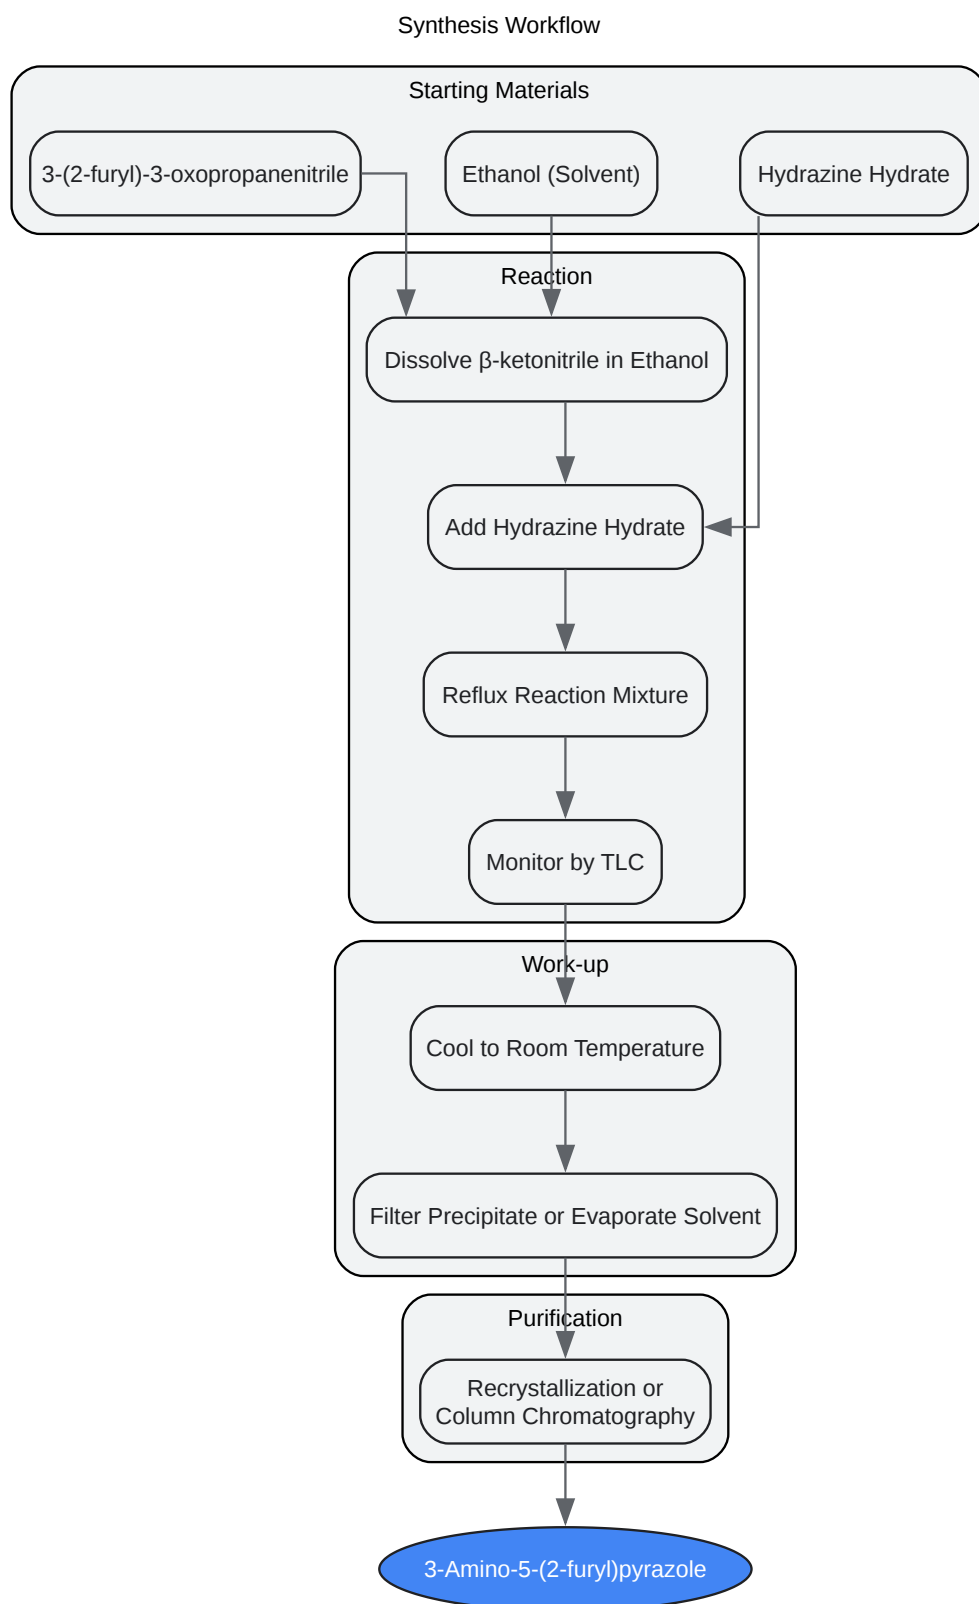 Synthesis Workflow
Starting Materials
3-(2-furyl)-3-oxopropanenitrile
Ethanol (Solvent)
Hydrazine Hydrate
Reaction
Dissolve β-ketonitrile in Ethanol
Add Hydrazine Hydrate
Reflux Reaction Mixture
Monitor by TLC
Work-up
Cool to Room Temperature
Filter Precipitate or Evaporate Solvent
Purification
Recrystallization or
Column Chromatography
3-Amino-5-(2-furyl)pyrazole